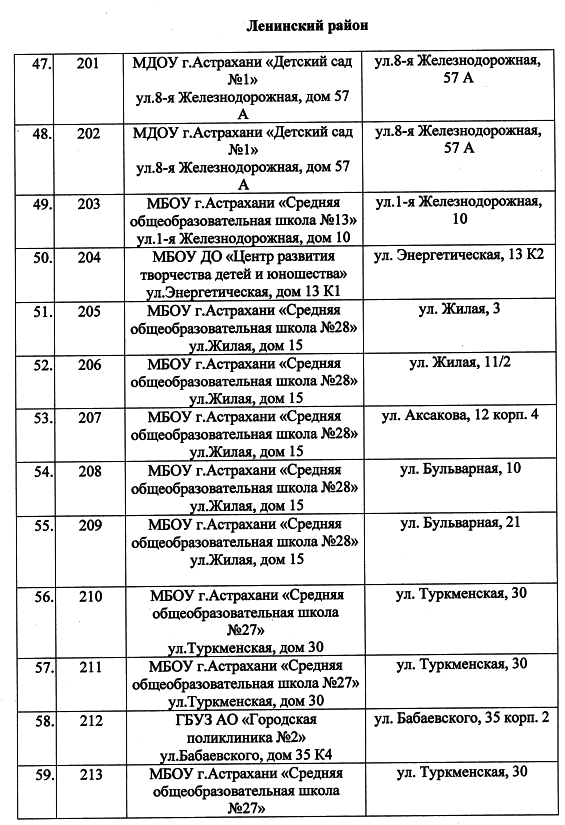 Ленинский район
47. 201 МДОУ г.Астрахани «Детский сад ул.8-я Железнодорожная,
№1» 57 А
ул.8-я Железнодорожная, дом 57
А
48. 202 МДОУ г.Астрахани «Детский сад ул.8-я Железнодорожная,
№1» 57 А
ул.8-я Железнодорожная, дом 57
А
49. 203 МБОУ г.Астрахани «Средняя ул.1-я Железнодорожная,
общеобразовательная школа №13» 10
ул.1-я Железнодорожная, дом 10
50. 204 МБОУ ДО «Центр развития ул. Энергетическая, 13 К2
творчества детей и юношества»
ул.Энергетическая, дом 13 К1
51. 205 МБОУ г.Астрахани «Средняя ул. Жилая, 3
общеобразовательная школа №28»
ул.Жилая, дом 15
52. 206 МБОУ г.Астрахани «Средняя ул. Жилая, 11/2
общеобразовательная школа №28»
ул.Жилая, дом 15
53. 207 МБОУ г.Астрахани «Средняя ул. Аксакова, 12 корп. 4
общеобразовательная школа №28»
ул.Жилая, дом 15
54. 208 МБОУ г.Астрахани «Средняя ул. Бульварная, 10
общеобразовательная школа №28»
ул.Жилая, дом 15
55. 209 МБОУ г.Астрахани «Средняя ул. Бульварная, 21
общеобразовательная школа №28»
ул.Жилая, дом 15
56. 210 МБОУ г.Астрахани «Средняя ул. Туркменская, 30
общеобразовательная школа
№27»
ул.Туркменская, дом 30
57. 211 МБОУ г.Астрахани «Средняя ул. Туркменская, 30
общеобразовательная школа №27»
ул.Туркменская, дом 30
58. 212 ГБУЗ АО «Городская ул. Бабаевского, 35 корп. 2
поликлиника №2»
ул.Бабаевского, дом 35 К4
59. 213 МБОУ г.Астрахани «Средняя ул. Туркменская, 30
общеобразовательная школа
№27»